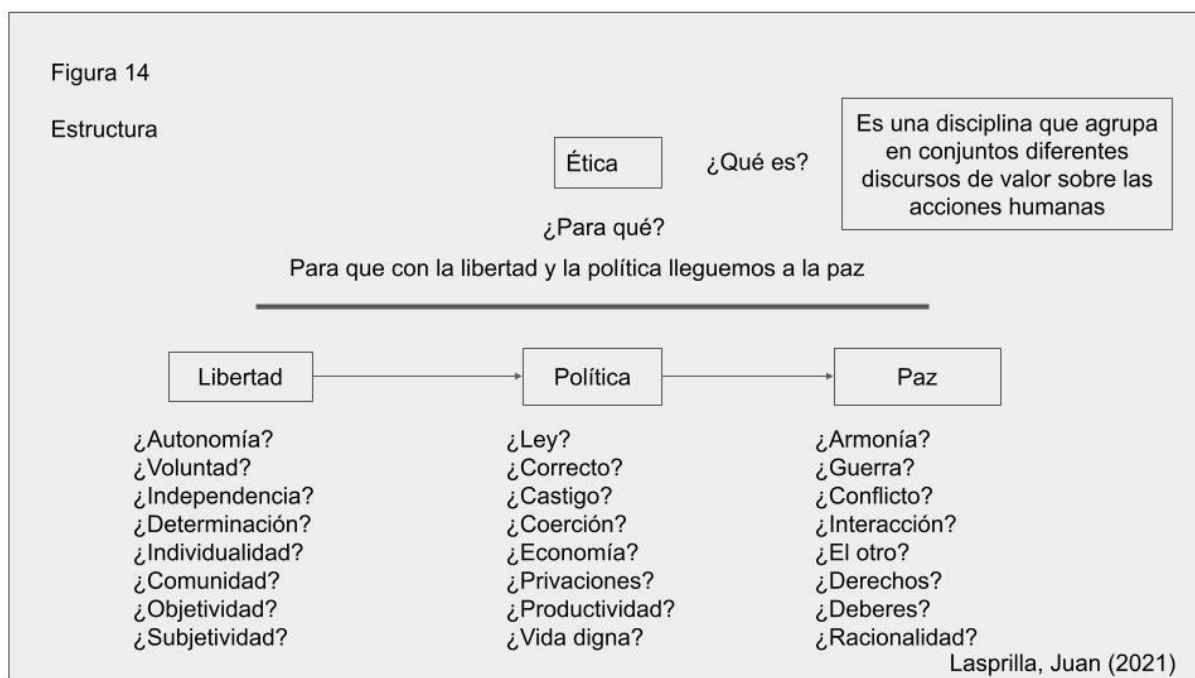 Figura 14
Estructura
Ética
¿Qué es?
Es una disciplina que agrupa
en conjuntos diferentes
discursos de valor sobre las
acciones humanas
¿Para qué?
Para que con la libertad y la política lleguemos a la paz
Libertad
Política
Paz
¿Autonomía?
¿Voluntad?
¿Independencia?
¿Determinación?
¿Individualidad?
¿Comunidad?
¿Objetividad?
¿Subjetividad?
¿Ley?
¿Correcto?
¿Castigo?
¿Coerción?
¿Economía?
¿Privaciones?
¿Productividad?
¿Vida digna?
¿Armonía?
¿Guerra?
¿Conflicto?
¿Interacción?
¿El otro?
¿Derechos?
¿Deberes?
¿Racionalidad?
Lasprilla, Juan (2021)